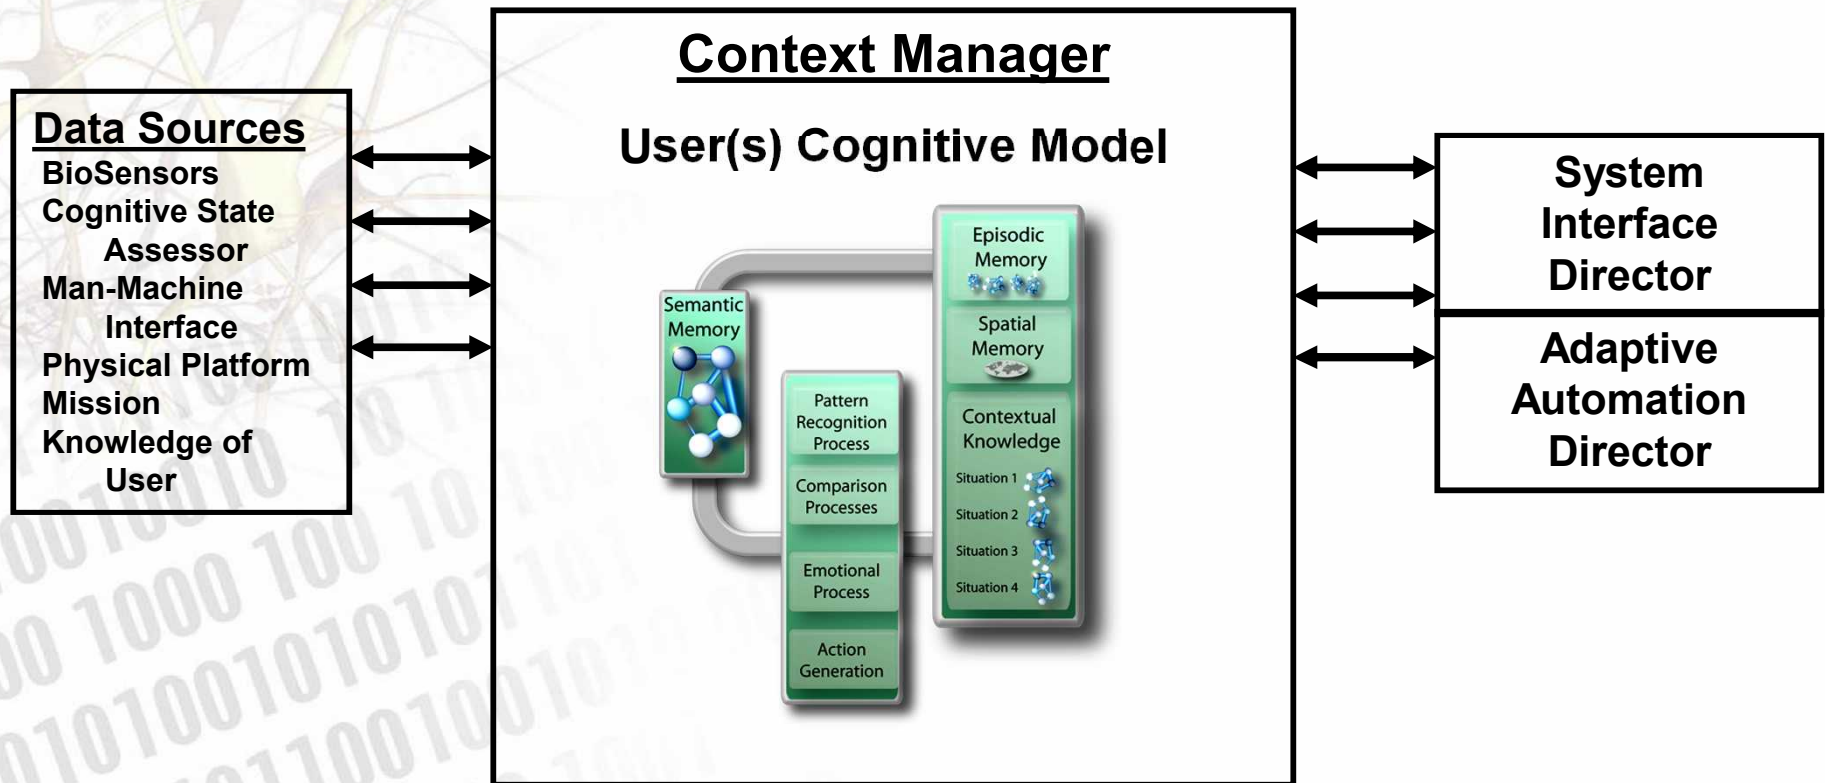 Context Manager
User(s) Cognitive Model
Data Sources
BioSensors
Cognitive State
Assessor
Man-Machine
Interface
Physical Platform
Mission
Knowledge of
User
Semantic
Memory
Pattern
Recognition
Process
Comparison
Processes
Emotional
Process
Action
Generation
Episodic
Memory
Spatial
Memory
Contextual
Knowledge
Situation 1
Situation 2
Situation 3
Situation 4
System
Interface
Director
Adaptive
Automation
Director